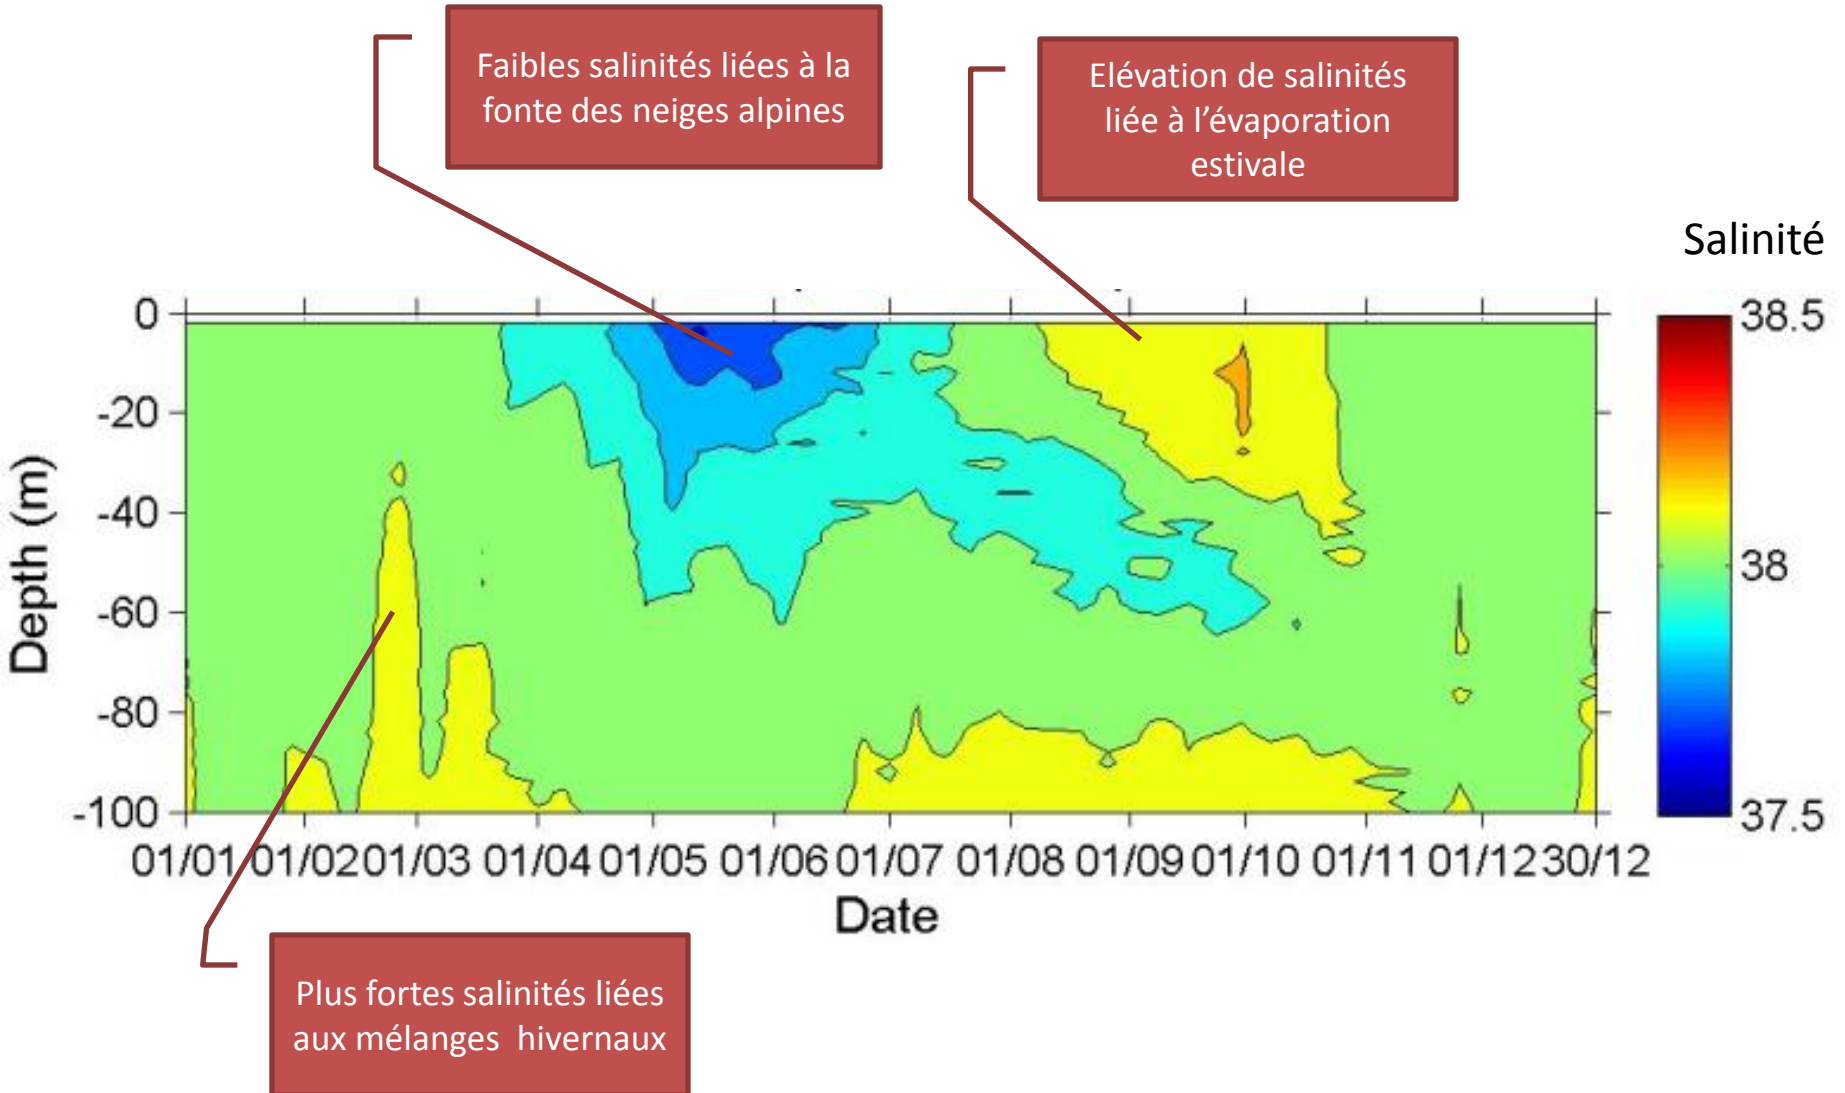 Faibles salinités liées à la
fonte des neiges alpines
Elévation de salinités
liée à l’évaporation
estivale
Salinité
0
-20
-40
-60
-80
-100
Depth (m)
38.5
38
37.5
01/01 01/02 01/03 01/04 01/05 01/06 01/07 01/08 01/09 01/10 01/11 01/12 30/12
Date
Plus fortes salinités liées
aux mélanges hivernaux